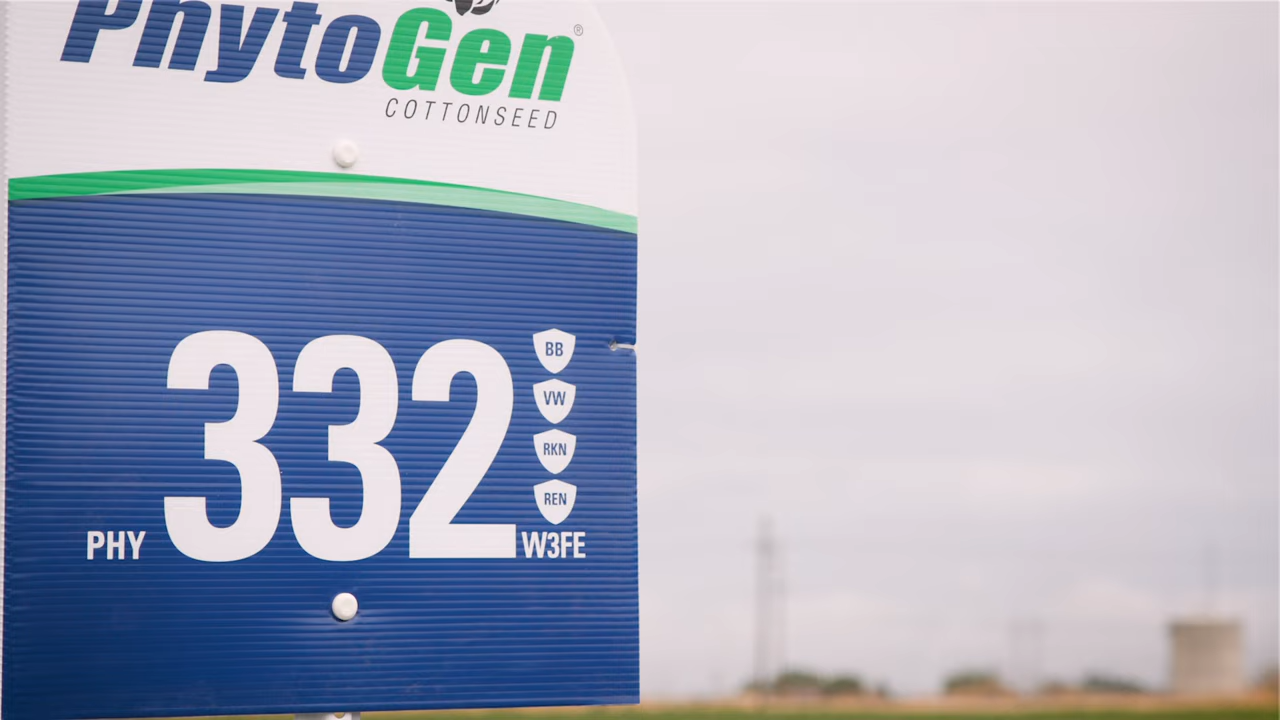 PhytoGen®
COTTONSEED
BB
VW
RKN
REN
PHY 332 W3FE